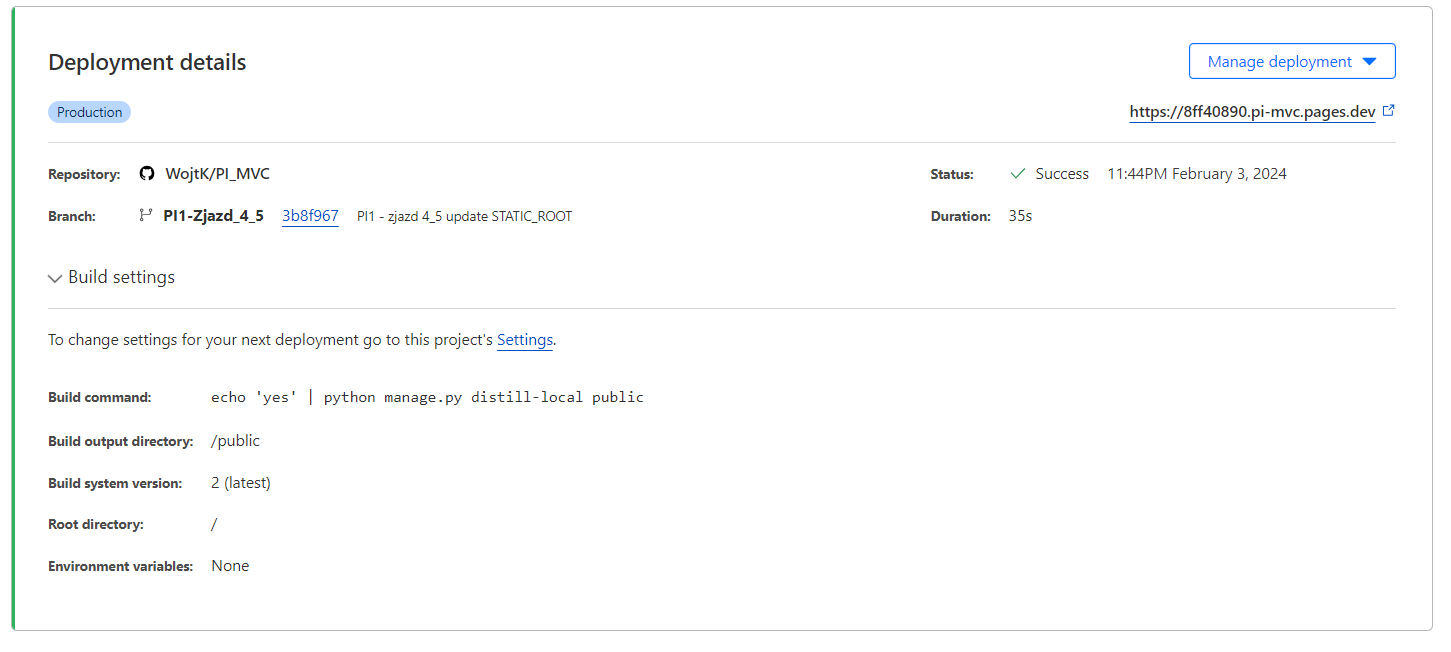 Deployment details
Manage deployment
Production
https://8ff40890.pi-mvc.pages.dev
Repository: WojtK/PI_MVC
Status: Success 11:44PM February 3, 2024
Branch: PI1-Zjazd_4_5 3b8f967 PI1 - zjazd 4_5 update STATIC_ROOT
Duration: 35s
Build settings
To change settings for your next deployment go to this project's Settings.
Build command: echo 'yes' | python manage.py distill-local public
Build output directory: /public
Build system version: 2 (latest)
Root directory: /
Environment variables: None